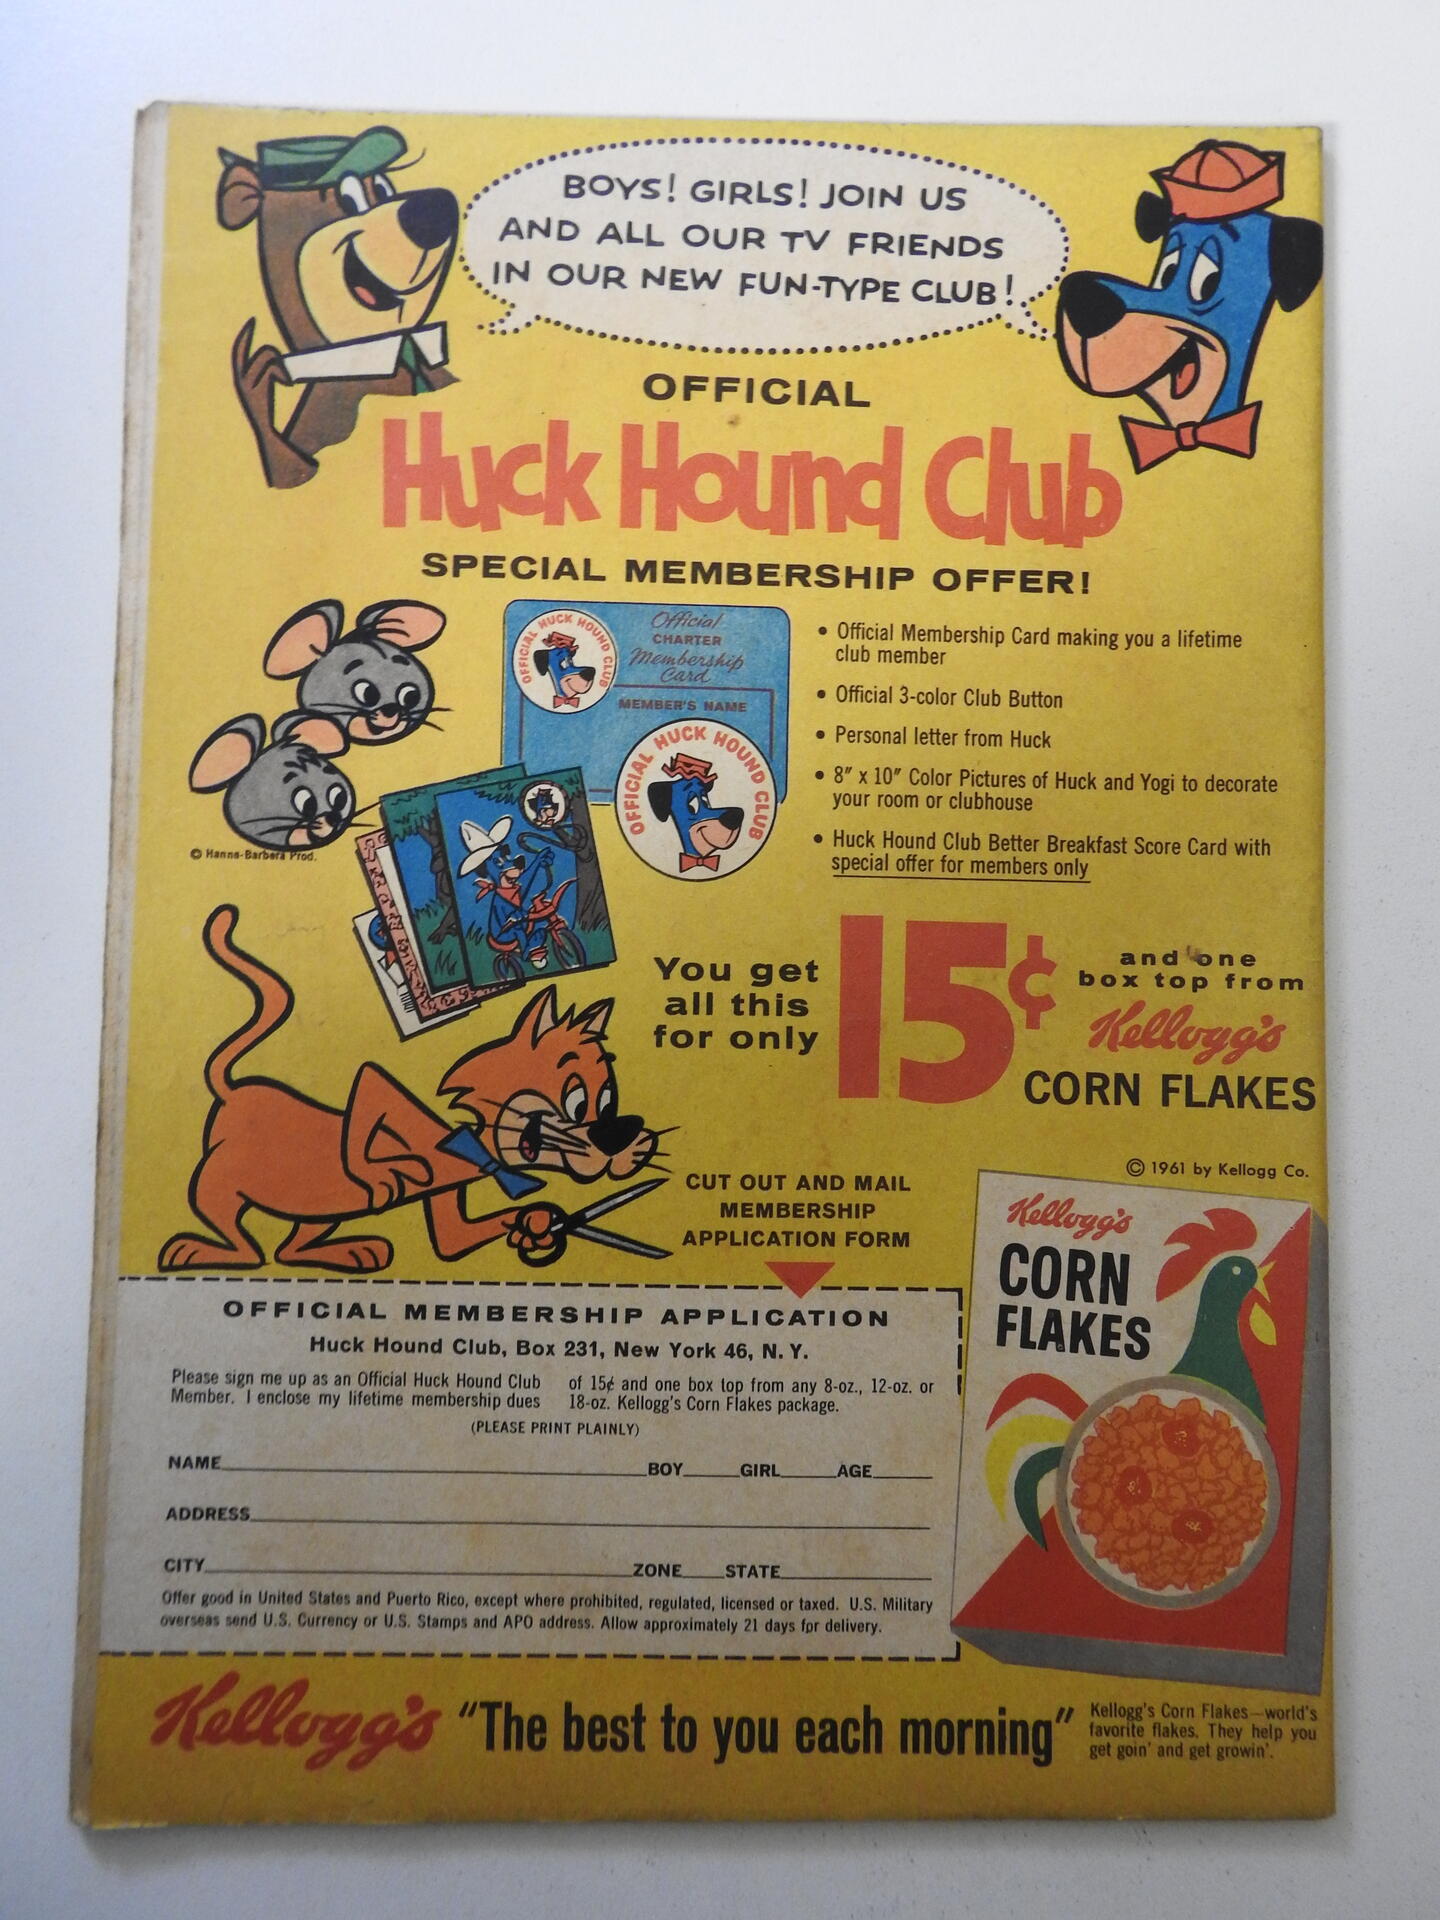 BOYS! GIRLS! JOIN US
AND ALL OUR TV FRIENDS
IN OUR NEW FUN-TYPE CLUB!
OFFICIAL
Huck Hound Club
SPECIAL MEMBERSHIP OFFER!
OFFICIAL HUCK HOUND CLUB
Official
CHARTER
Membership
Card
MEMBER'S NAME
OFFICIAL HUCK HOUND CLUB
© Hanna-Barbera Prod.
• Official Membership Card making you a lifetime
club member
• Official 3-color Club Button
• Personal letter from Huck
• 8" x 10" Color Pictures of Huck and Yogi to decorate
your room or clubhouse
• Huck Hound Club Better Breakfast Score Card with
special offer for members only
You get
all this
for only
15¢
and one
box top from
Kellogg's
CORN FLAKES
© 1961 by Kellogg Co.
CUT OUT AND MAIL
MEMBERSHIP
APPLICATION FORM
Kellogg's
CORN
FLAKES
OFFICIAL MEMBERSHIP APPLICATION
Huck Hound Club, Box 231, New York 46, N. Y.
Please sign me up as an Official Huck Hound Club
Member. I enclose my lifetime membership dues
of 15¢ and one box top from any 8-oz., 12-oz. or
18-oz. Kellogg's Corn Flakes package.
(PLEASE PRINT PLAINLY)
NAME BOY GIRL AGE
ADDRESS
CITY ZONE STATE
Offer good in United States and Puerto Rico, except where prohibited, regulated, licensed or taxed. U.S. Military
overseas send U.S. Currency or U.S. Stamps and APO address. Allow approximately 21 days for delivery.
Kellogg's "The best to you each morning"
Kellogg's Corn Flakes—world's
favorite flakes. They help you
get goin' and get growin'.